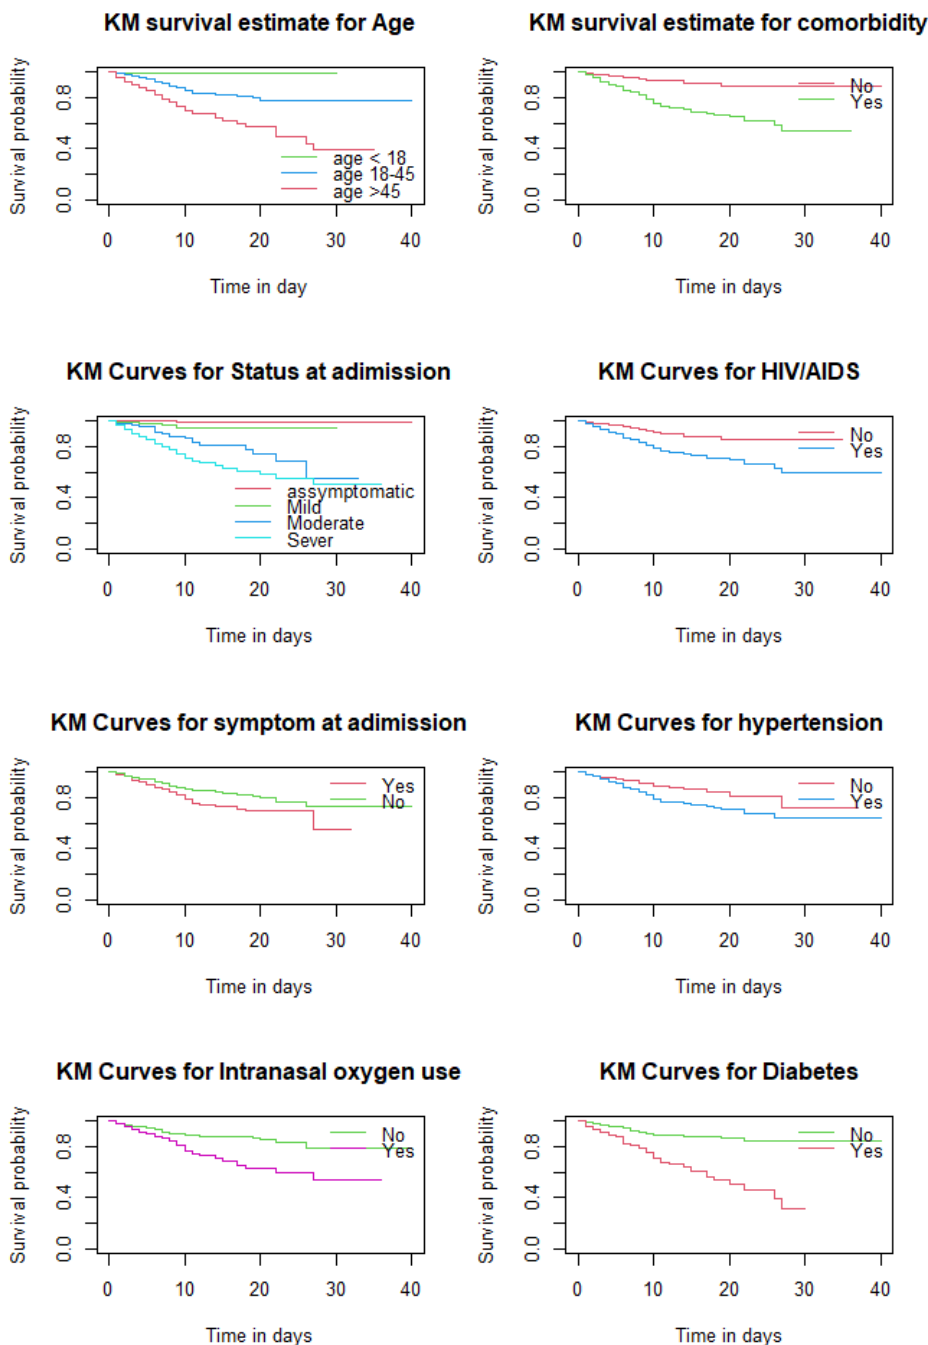 KM survival estimate for Age
Survival probability
0.0 0.4 0.8
age < 18
age 18-45
age >45
0 10 20 30 40
Time in day
KM survival estimate for comorbidity
Survival probability
0.0 0.4 0.8
No
Yes
0 10 20 30 40
Time in days
KM Curves for Status at adimission
Survival probability
0.0 0.4 0.8
assymptomatic
Mild
Moderate
Sever
0 10 20 30 40
Time in days
KM Curves for HIV/AIDS
Survival probability
0.0 0.4 0.8
No
Yes
0 10 20 30 40
Time in days
KM Curves for symptom at adimission
Survival probability
0.0 0.4 0.8
Yes
No
0 10 20 30 40
Time in days
KM Curves for hypertension
Survival probability
0.0 0.4 0.8
No
Yes
0 10 20 30 40
Time in days
KM Curves for Intranasal oxygen use
Survival probability
0.0 0.4 0.8
No
Yes
0 10 20 30 40
Time in days
KM Curves for Diabetes
Survival probability
0.0 0.4 0.8
No
Yes
0 10 20 30 40
Time in days